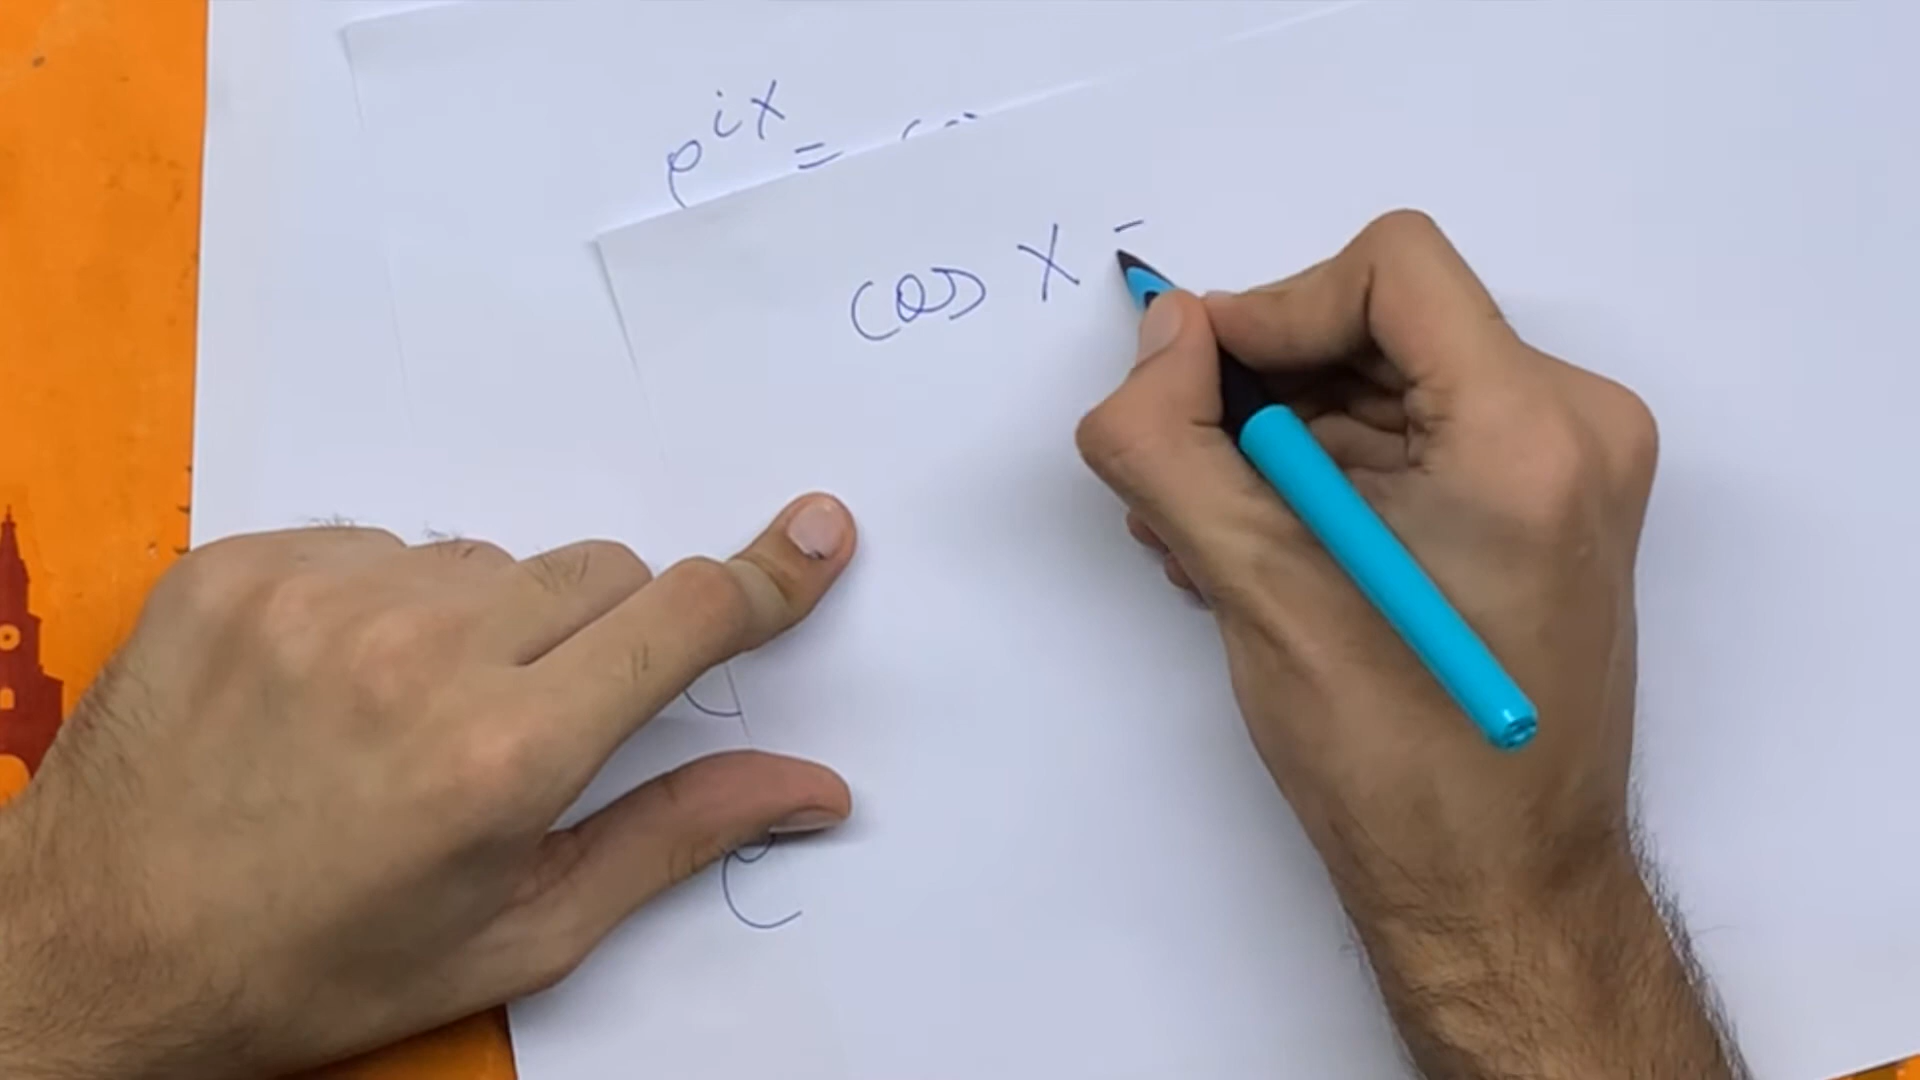 e^{ix} =
cos x =